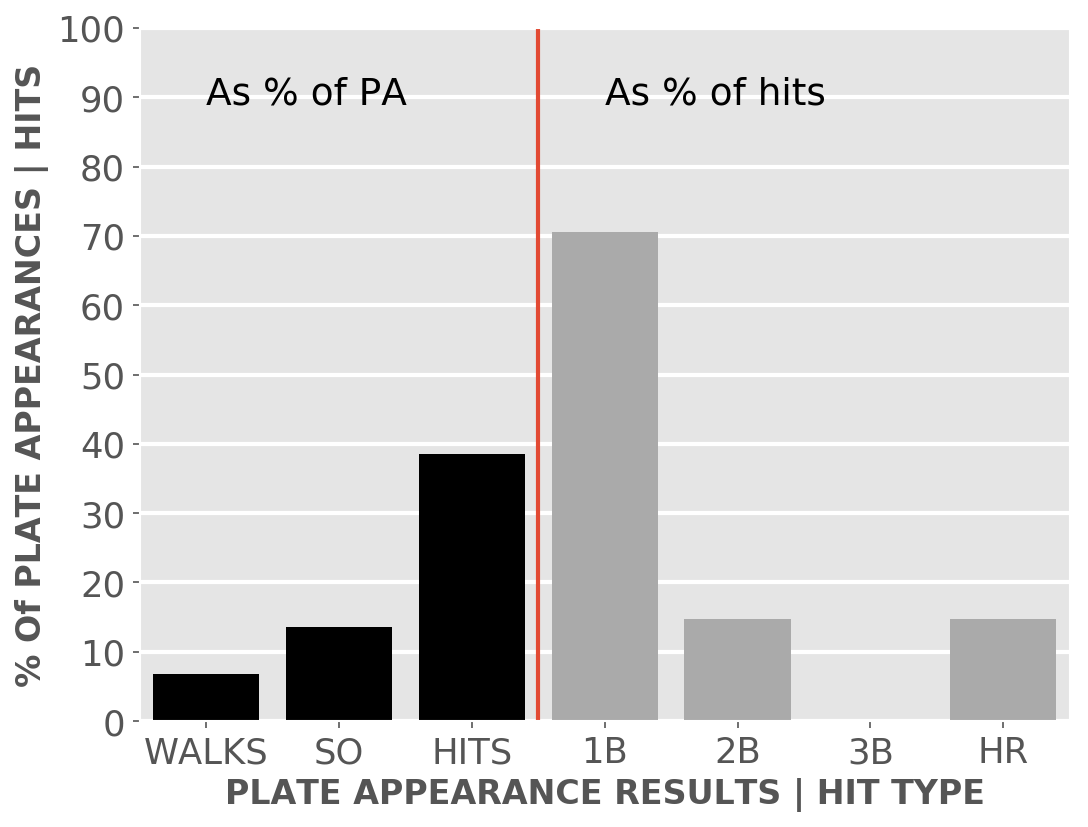 % Of PLATE APPEARANCES | HITS
100
90
80
70
60
50
40
30
20
10
0
As % of PA
As % of hits
WALKS SO HITS 1B 2B 3B HR
PLATE APPEARANCE RESULTS | HIT TYPE